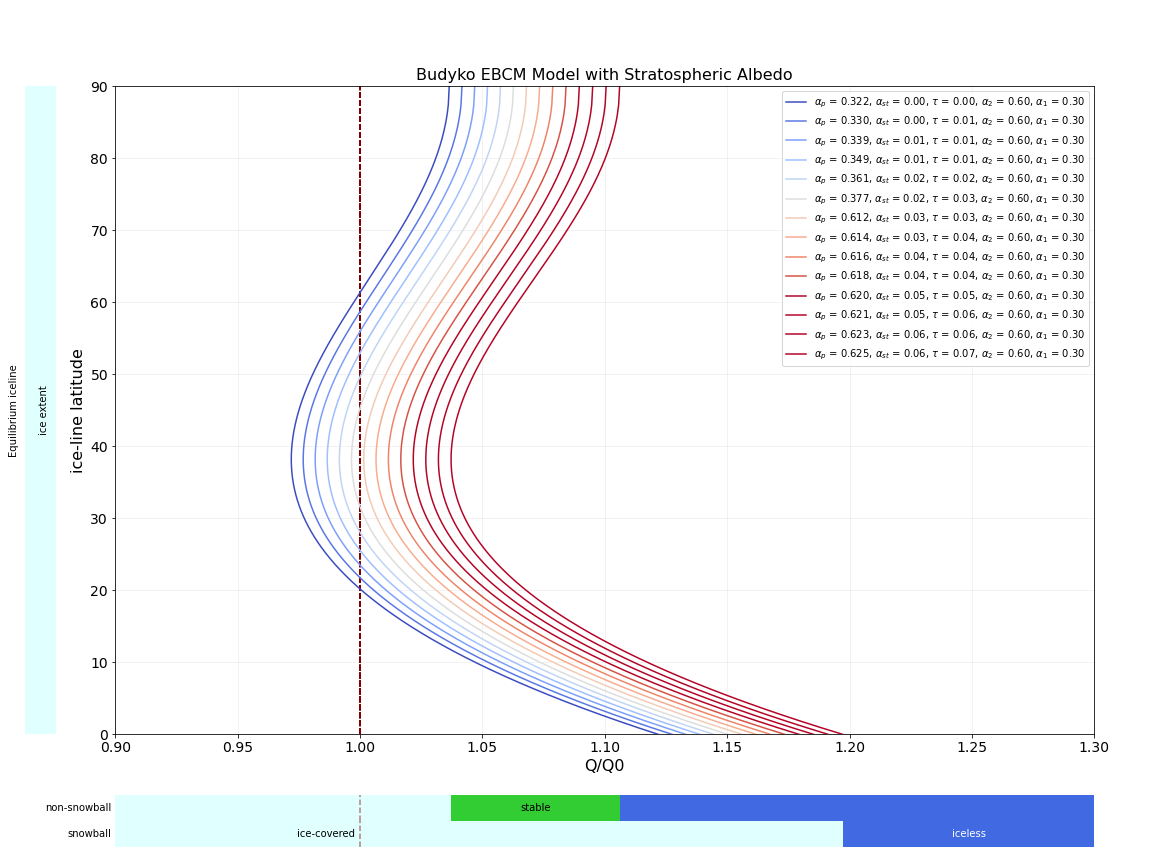 Budyko EBCM Model with Stratospheric Albedo
90
80
70
60
50
40
30
20
10
0
ice-line latitude
Equilibrium iceline
ice extent
αp = 0.322, αst = 0.00, τ = 0.00, α2 = 0.60, α1 = 0.30
αp = 0.330, αst = 0.00, τ = 0.01, α2 = 0.60, α1 = 0.30
αp = 0.339, αst = 0.01, τ = 0.01, α2 = 0.60, α1 = 0.30
αp = 0.349, αst = 0.01, τ = 0.01, α2 = 0.60, α1 = 0.30
αp = 0.361, αst = 0.02, τ = 0.02, α2 = 0.60, α1 = 0.30
αp = 0.377, αst = 0.02, τ = 0.03, α2 = 0.60, α1 = 0.30
αp = 0.612, αst = 0.03, τ = 0.03, α2 = 0.60, α1 = 0.30
αp = 0.614, αst = 0.03, τ = 0.04, α2 = 0.60, α1 = 0.30
αp = 0.616, αst = 0.04, τ = 0.04, α2 = 0.60, α1 = 0.30
αp = 0.618, αst = 0.04, τ = 0.04, α2 = 0.60, α1 = 0.30
αp = 0.620, αst = 0.05, τ = 0.05, α2 = 0.60, α1 = 0.30
αp = 0.621, αst = 0.05, τ = 0.06, α2 = 0.60, α1 = 0.30
αp = 0.623, αst = 0.06, τ = 0.06, α2 = 0.60, α1 = 0.30
αp = 0.625, αst = 0.06, τ = 0.07, α2 = 0.60, α1 = 0.30
0.90 0.95 1.00 1.05 1.10 1.15 1.20 1.25 1.30
Q/Q0
non-snowball stable
snowball ice-covered iceless